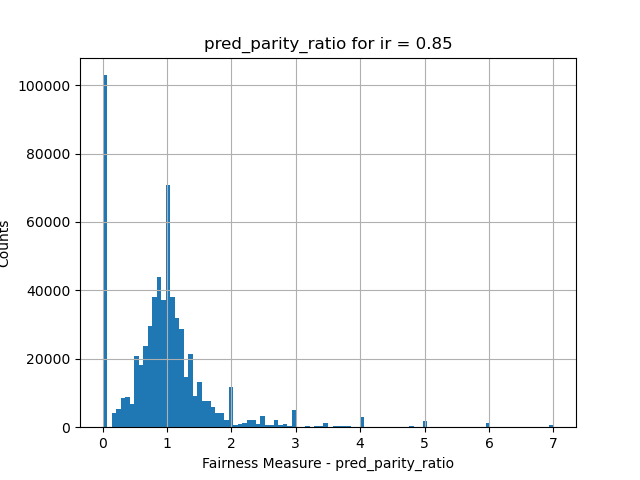 pred_parity_ratio for ir = 0.85
100000
80000
60000
40000
20000
0
Counts
0 1 2 3 4 5 6 7
Fairness Measure - pred_parity_ratio